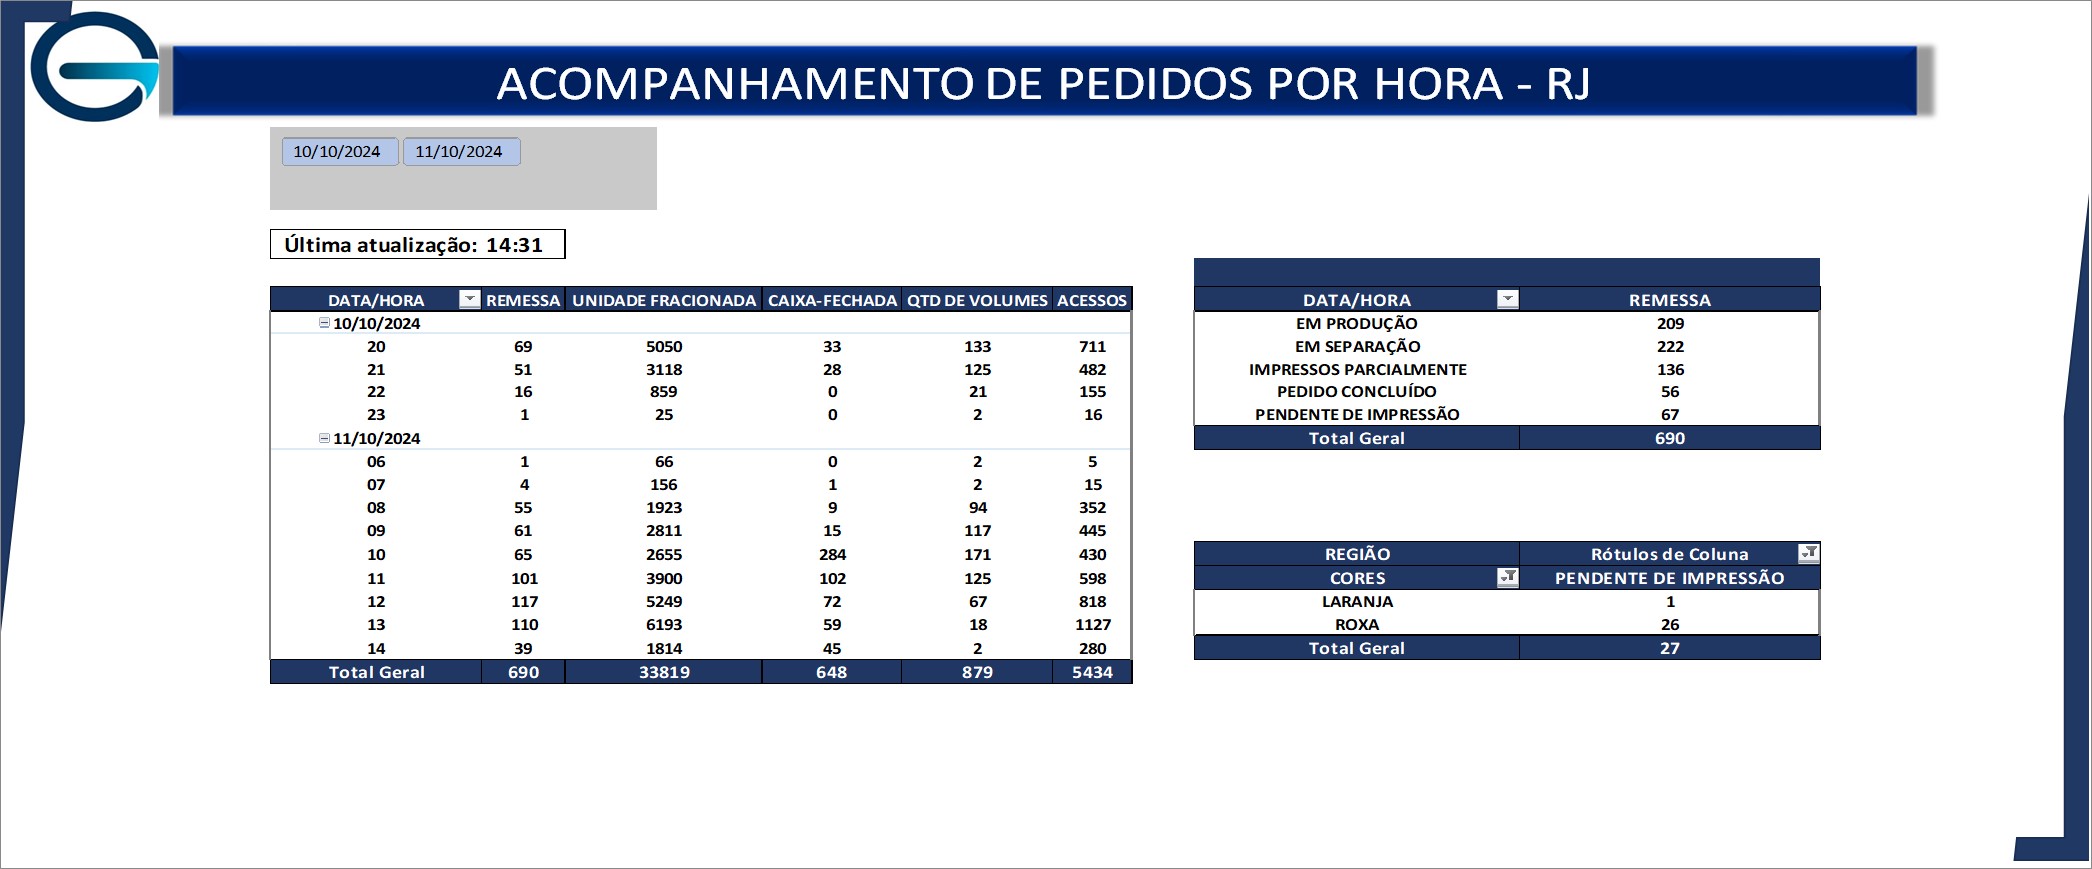 ACOMPANHAMENTO DE PEDIDOS POR HORA - RJ
10/10/2024 11/10/2024
Última atualização: 14:31
DATA/HORA REMESSA UNIDADE FRACIONADA CAIXA-FECHADA QTD DE VOLUMES ACESSOS
10/10/2024
20 69 5050 33 133 711
21 51 3118 28 125 482
22 16 859 0 21 155
23 1 25 0 2 16
11/10/2024
06 1 66 0 2 5
07 4 156 1 2 15
08 55 1923 9 94 352
09 61 2811 15 117 445
10 65 2655 284 171 430
11 101 3900 102 125 598
12 117 5249 72 67 818
13 110 6193 59 18 1127
14 39 1814 45 2 280
Total Geral 690 33819 648 879 5434
DATA/HORA REMESSA
EM PRODUÇÃO 209
EM SEPARAÇÃO 222
IMPRESSOS PARCIALMENTE 136
PEDIDO CONCLUÍDO 56
PENDENTE DE IMPRESSÃO 67
Total Geral 690
REGIÃO Rótulos de Coluna
CORES PENDENTE DE IMPRESSÃO
LARANJA 1
ROXA 26
Total Geral 27